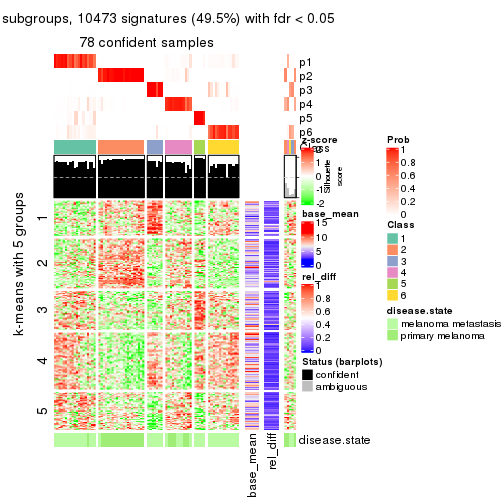 subgroups, 10473 signatures (49.5%) with fdr < 0.05
78 confident samples
p1
p2
p3
p4
p5
p6
Class
Silhouette
score
1
2
3
4
5
k-means with 5 groups
base_mean
rel_diff
disease.state
z-score
2
1
0
-1
-2
base_mean
15
10
5
0
rel_diff
1
0.8
0.6
0.4
0.2
0
Status (barplots)
confident
ambiguous
Prob
1
0.8
0.6
0.4
0.2
0
Class
1
2
3
4
5
6
disease.state
melanoma metastasis
primary melanoma